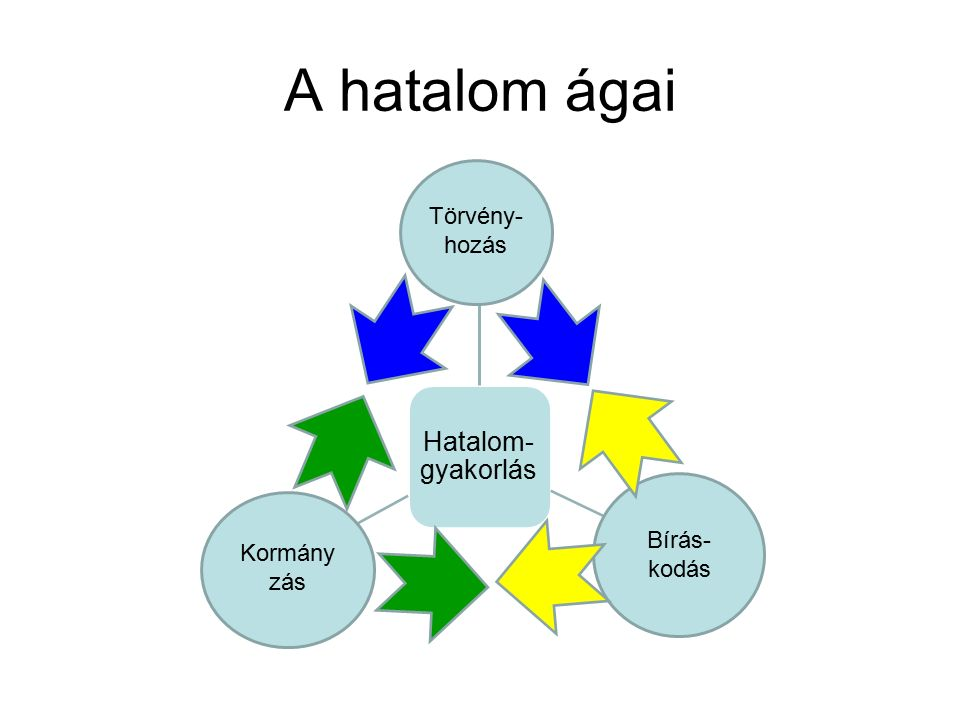 A hatalom ágai
Törvény-
hozás
Hatalom-
gyakorlás
Kormány
zás
Bírás-
kodás